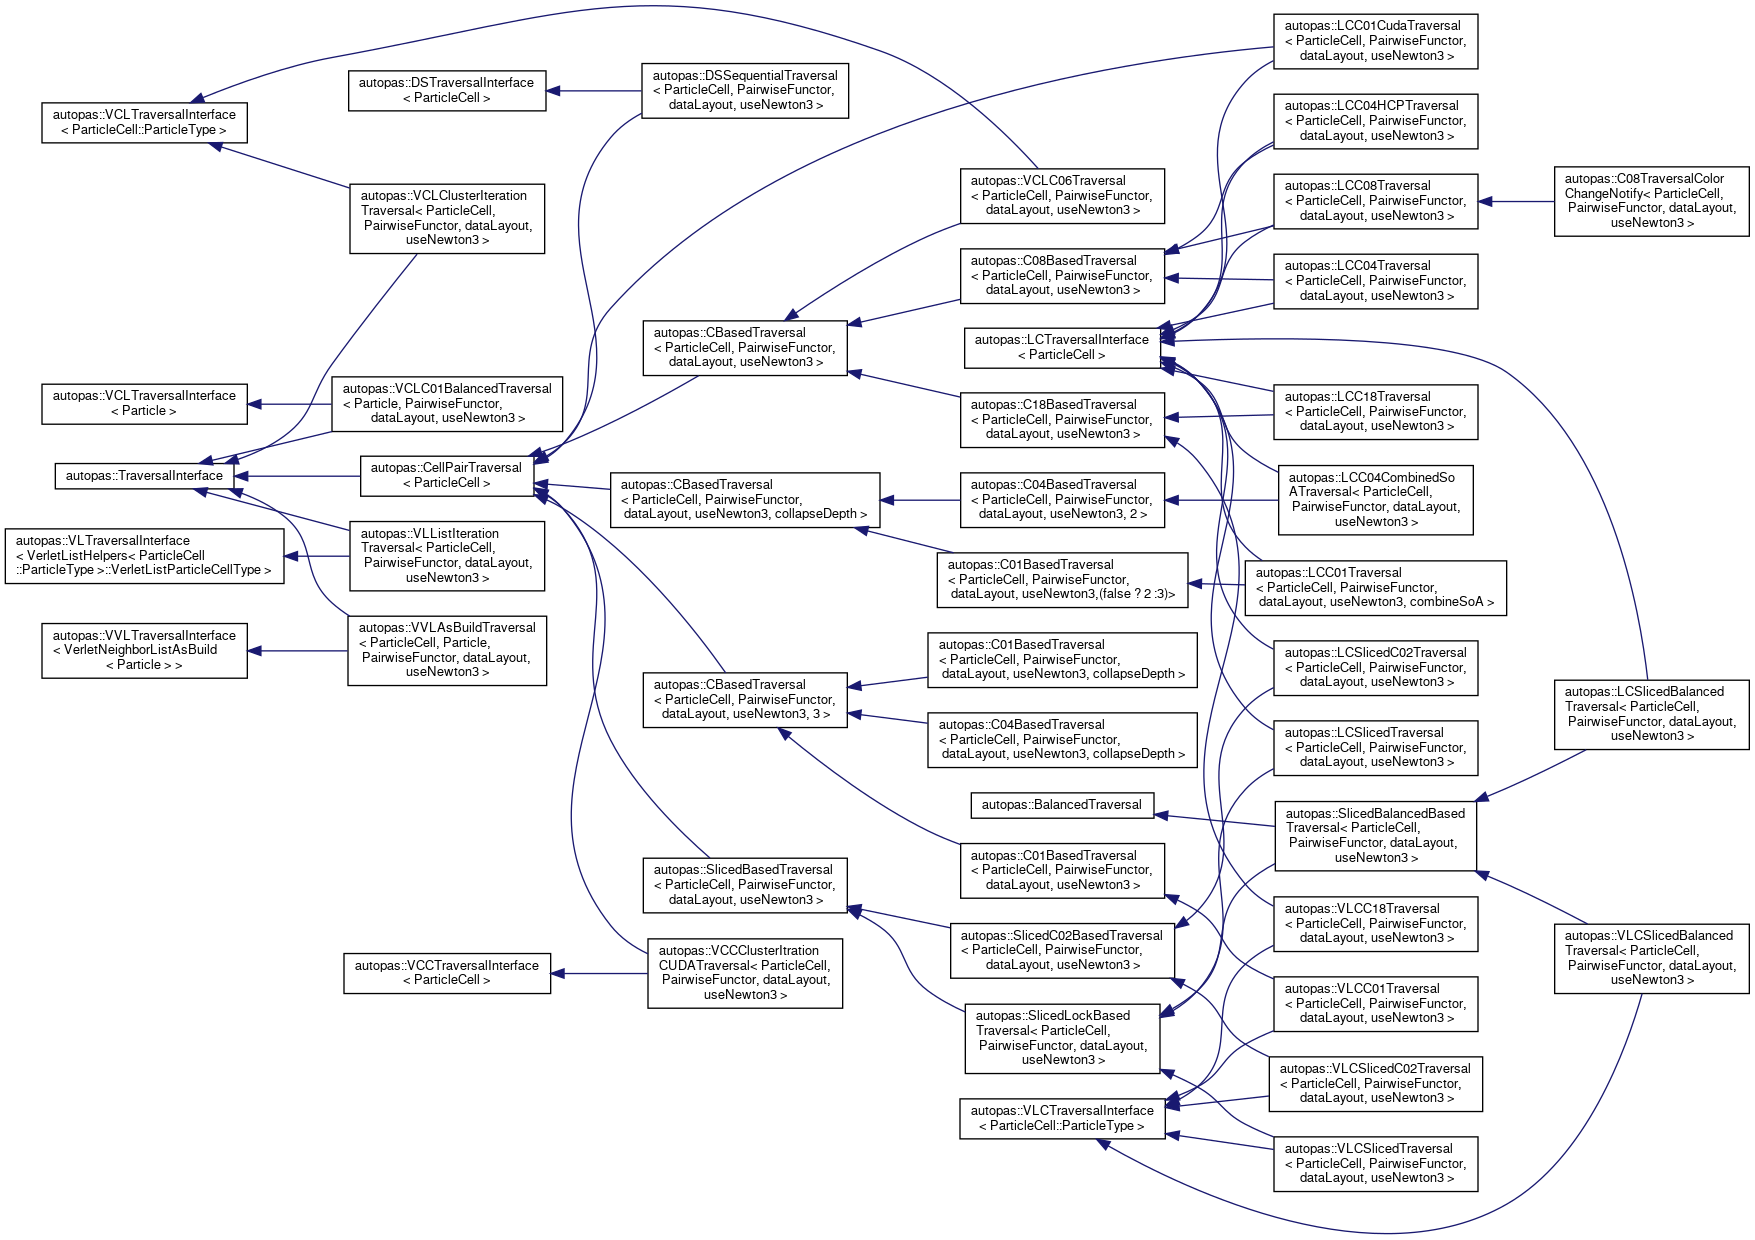 autopas::VCLTraversalInterface
< ParticleCell::ParticleType >
autopas::VCLTraversalInterface
< Particle >
autopas::TraversalInterface
autopas::VLTraversalInterface
< VerletListHelpers< ParticleCell
::ParticleType >::VerletListParticleCellType >
autopas::VVLTraversalInterface
< VerletNeighborListAsBuild
< Particle > >
autopas::DSTraversalInterface
< ParticleCell >
autopas::VCLClusterIteration
Traversal< ParticleCell,
PairwiseFunctor, dataLayout,
useNewton3 >
autopas::VCLC01BalancedTraversal
< Particle, PairwiseFunctor,
dataLayout, useNewton3 >
autopas::CellPairTraversal
< ParticleCell >
autopas::VLListIteration
Traversal< ParticleCell,
PairwiseFunctor, dataLayout,
useNewton3 >
autopas::VVLAsBuildTraversal
< ParticleCell, Particle,
PairwiseFunctor, dataLayout,
useNewton3 >
autopas::VCCTraversalInterface
< ParticleCell >
autopas::DSSequentialTraversal
< ParticleCell, PairwiseFunctor,
dataLayout, useNewton3 >
autopas::CBasedTraversal
< ParticleCell, PairwiseFunctor,
dataLayout, useNewton3 >
autopas::CBasedTraversal
< ParticleCell, PairwiseFunctor,
dataLayout, useNewton3, collapseDepth >
autopas::CBasedTraversal
< ParticleCell, PairwiseFunctor,
dataLayout, useNewton3, 3 >
autopas::SlicedBasedTraversal
< ParticleCell, PairwiseFunctor,
dataLayout, useNewton3 >
autopas::VCCClusterItration
CUDATraversal< ParticleCell,
PairwiseFunctor, dataLayout,
useNewton3 >
autopas::VCLC06Traversal
< ParticleCell, PairwiseFunctor,
dataLayout, useNewton3 >
autopas::C08BasedTraversal
< ParticleCell, PairwiseFunctor,
dataLayout, useNewton3 >
autopas::LCTraversalInterface
< ParticleCell >
autopas::C18BasedTraversal
< ParticleCell, PairwiseFunctor,
dataLayout, useNewton3 >
autopas::C04BasedTraversal
< ParticleCell, PairwiseFunctor,
dataLayout, useNewton3, 2 >
autopas::C01BasedTraversal
< ParticleCell, PairwiseFunctor,
dataLayout, useNewton3,(false ? 2 :3)>
autopas::C01BasedTraversal
< ParticleCell, PairwiseFunctor,
dataLayout, useNewton3, collapseDepth >
autopas::C04BasedTraversal
< ParticleCell, PairwiseFunctor,
dataLayout, useNewton3, collapseDepth >
autopas::BalancedTraversal
autopas::C01BasedTraversal
< ParticleCell, PairwiseFunctor,
dataLayout, useNewton3 >
autopas::SlicedC02BasedTraversal
< ParticleCell, PairwiseFunctor,
dataLayout, useNewton3 >
autopas::SlicedLockBased
Traversal< ParticleCell,
PairwiseFunctor, dataLayout,
useNewton3 >
autopas::VLCTraversalInterface
< ParticleCell::ParticleType >
autopas::LCC01CudaTraversal
< ParticleCell, PairwiseFunctor,
dataLayout, useNewton3 >
autopas::LCC04HCPTraversal
< ParticleCell, PairwiseFunctor,
dataLayout, useNewton3 >
autopas::LCC08Traversal
< ParticleCell, PairwiseFunctor,
dataLayout, useNewton3 >
autopas::LCC04Traversal
< ParticleCell, PairwiseFunctor,
dataLayout, useNewton3 >
autopas::LCC18Traversal
< ParticleCell, PairwiseFunctor,
dataLayout, useNewton3 >
autopas::LCC04CombinedSo
ATraversal< ParticleCell,
PairwiseFunctor, dataLayout,
useNewton3 >
autopas::LCC01Traversal
< ParticleCell, PairwiseFunctor,
dataLayout, useNewton3, combineSoA >
autopas::LCSlicedC02Traversal
< ParticleCell, PairwiseFunctor,
dataLayout, useNewton3 >
autopas::LCSlicedTraversal
< ParticleCell, PairwiseFunctor,
dataLayout, useNewton3 >
autopas::SlicedBalancedBased
Traversal< ParticleCell,
PairwiseFunctor, dataLayout,
useNewton3 >
autopas::VLCC18Traversal
< ParticleCell, PairwiseFunctor,
dataLayout, useNewton3 >
autopas::VLCC01Traversal
< ParticleCell, PairwiseFunctor,
dataLayout, useNewton3 >
autopas::VLCSlicedC02Traversal
< ParticleCell, PairwiseFunctor,
dataLayout, useNewton3 >
autopas::VLCSlicedTraversal
< ParticleCell, PairwiseFunctor,
dataLayout, useNewton3 >
autopas::C08TraversalColor
ChangeNotify< ParticleCell,
PairwiseFunctor, dataLayout,
useNewton3 >
autopas::LCSlicedBalanced
Traversal< ParticleCell,
PairwiseFunctor, dataLayout,
useNewton3 >
autopas::VLCSlicedBalanced
Traversal< ParticleCell,
PairwiseFunctor, dataLayout,
useNewton3 >